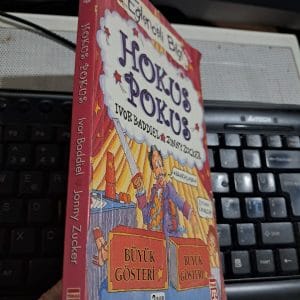 Eğlenceli Bilgi
HOKUS
POKUS
IVOR BADDIEL JONNY ZUCKER
BÜYÜK
GÖSTERİ
BÜYÜK
GÖSTERİ
HOKUS POKUS Ivor Baddiel Jonny Zucker